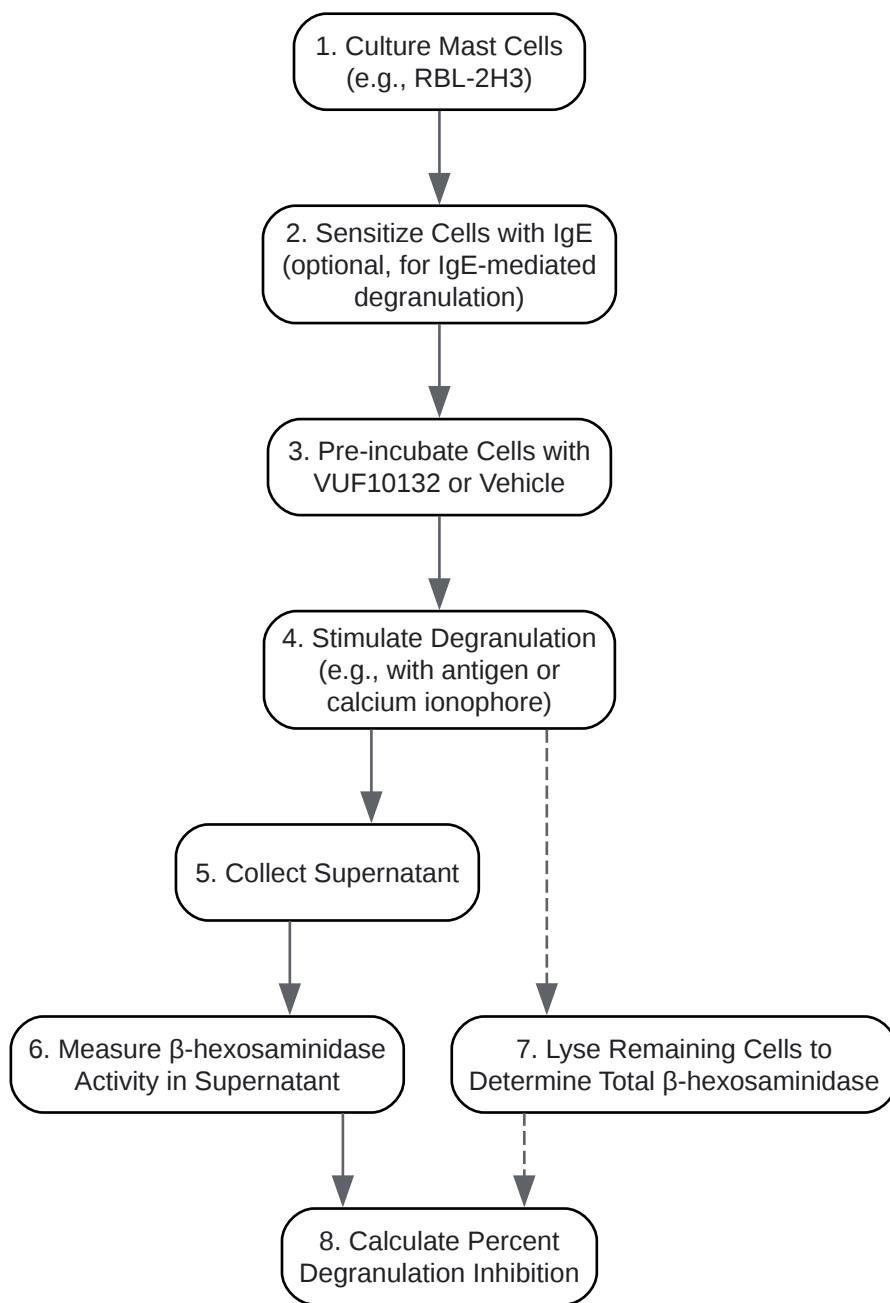 1. Culture Mast Cells
(e.g., RBL-2H3)
2. Sensitize Cells with IgE
(optional, for IgE-mediated
degranulation)
3. Pre-incubate Cells with
VUF10132 or Vehicle
4. Stimulate Degranulation
(e.g., with antigen or
calcium ionophore)
5. Collect Supernatant
6. Measure β-hexosaminidase
Activity in Supernatant
7. Lyse Remaining Cells to
Determine Total β-hexosaminidase
8. Calculate Percent
Degranulation Inhibition